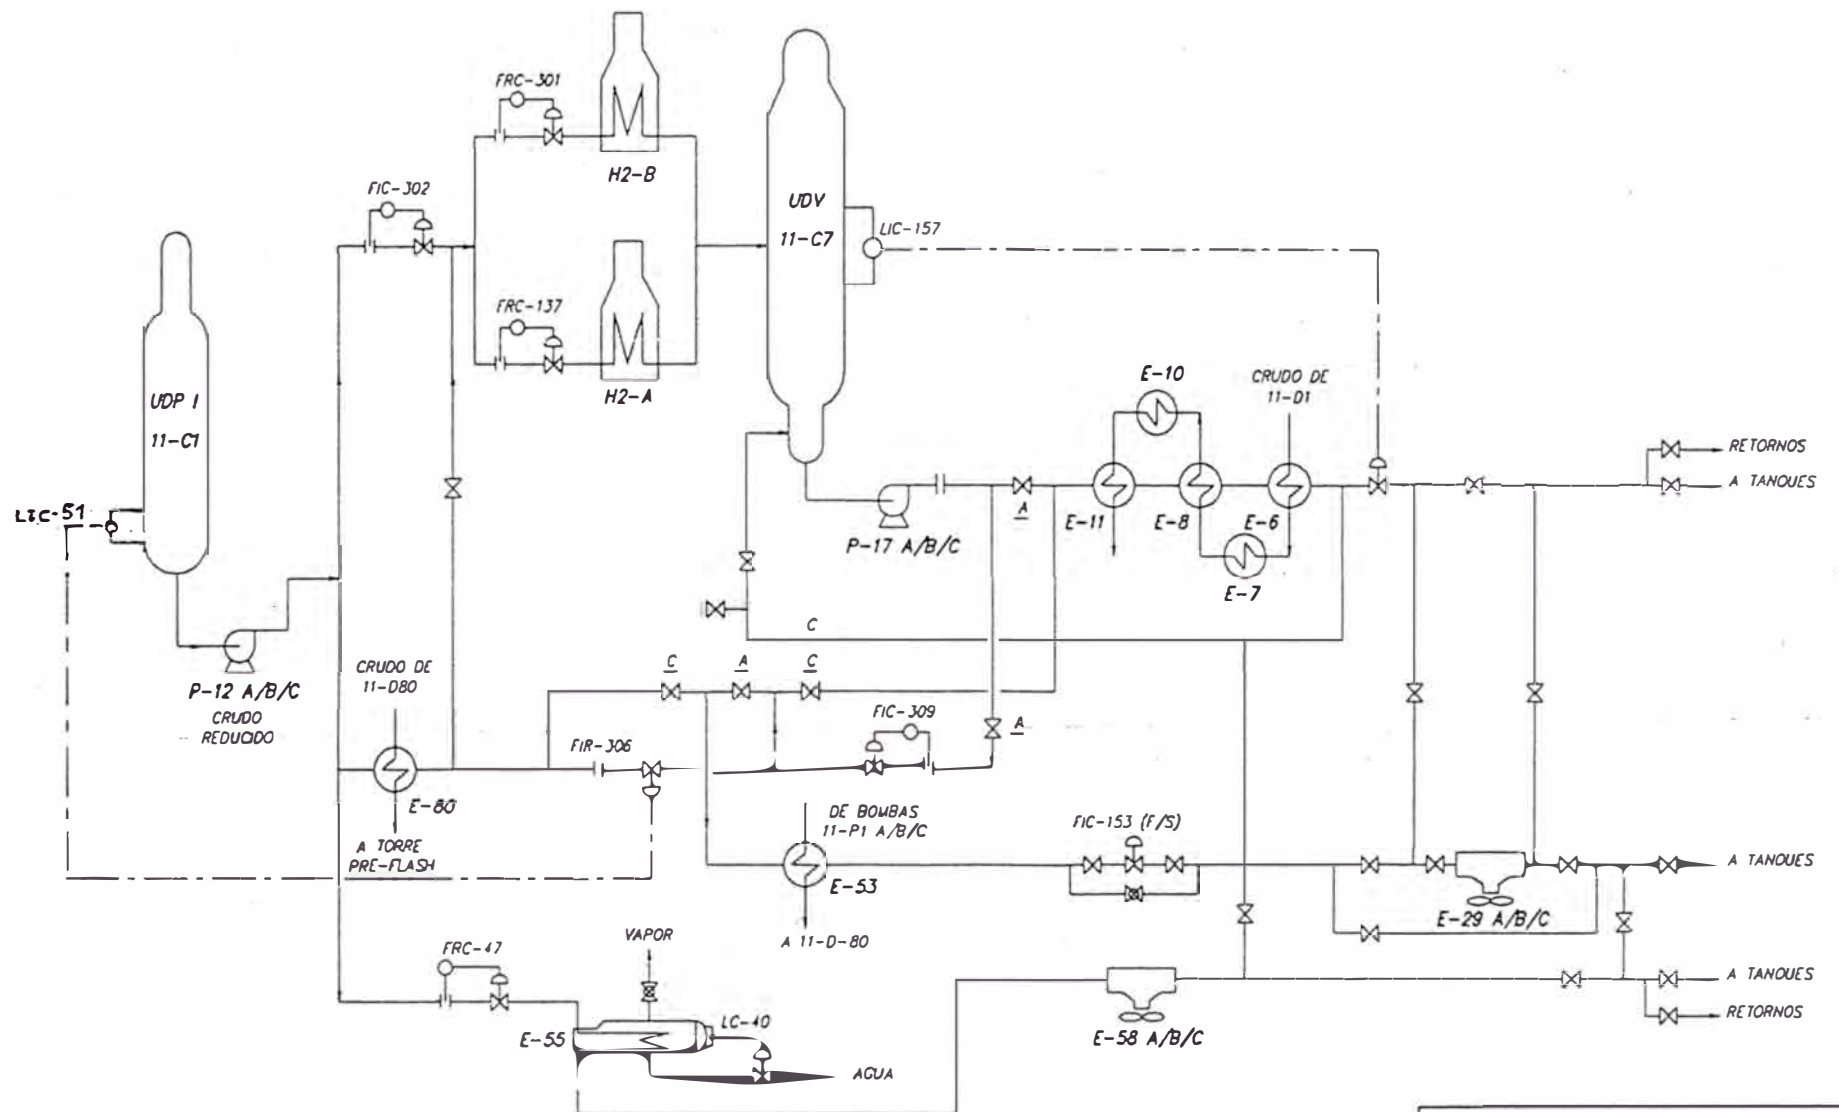 FRC-301
H2-B
FIC-302
UDV
11-C7
LIC-157
FRC-137
H2-A
UDP I
11-C1
E-10
CRUDO DE
11-D1
RETORNOS
A TANQUES
LIC-51
A
E-11
E-8
E-6
P-17 A/B/C
E-7
C
P-12 A/B/C
CRUDO
REDUCIDO
CRUDO DE
11-D80
C
A
C
FIC-309
A
FIR-306
E-80
A TORRE
PRE-FLASH
DE BOMBAS
11-P1 A/B/C
FIC-153 (F/S)
E-53
A 11-D-80
A TANQUES
E-29 A/B/C
VAPOR
FRC-47
A TANQUES
LC-40
E-55
E-58 A/B/C
RETORNOS
AGUA